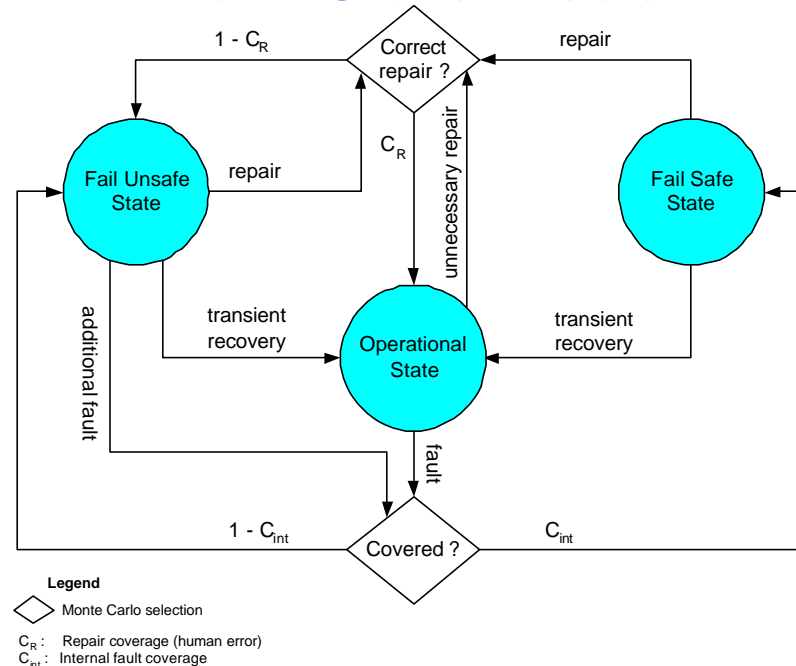 1 - C_R
Correct
repair ?
repair
C_R
unnecessary repair
Fail Unsafe
State
repair
Fail Safe
State
transient
recovery
Operational
State
transient
recovery
additional fault
fault
1 - C_int
Covered ?
C_int
Legend
Monte Carlo selection
C_R : Repair coverage (human error)
C_int : Internal fault coverage